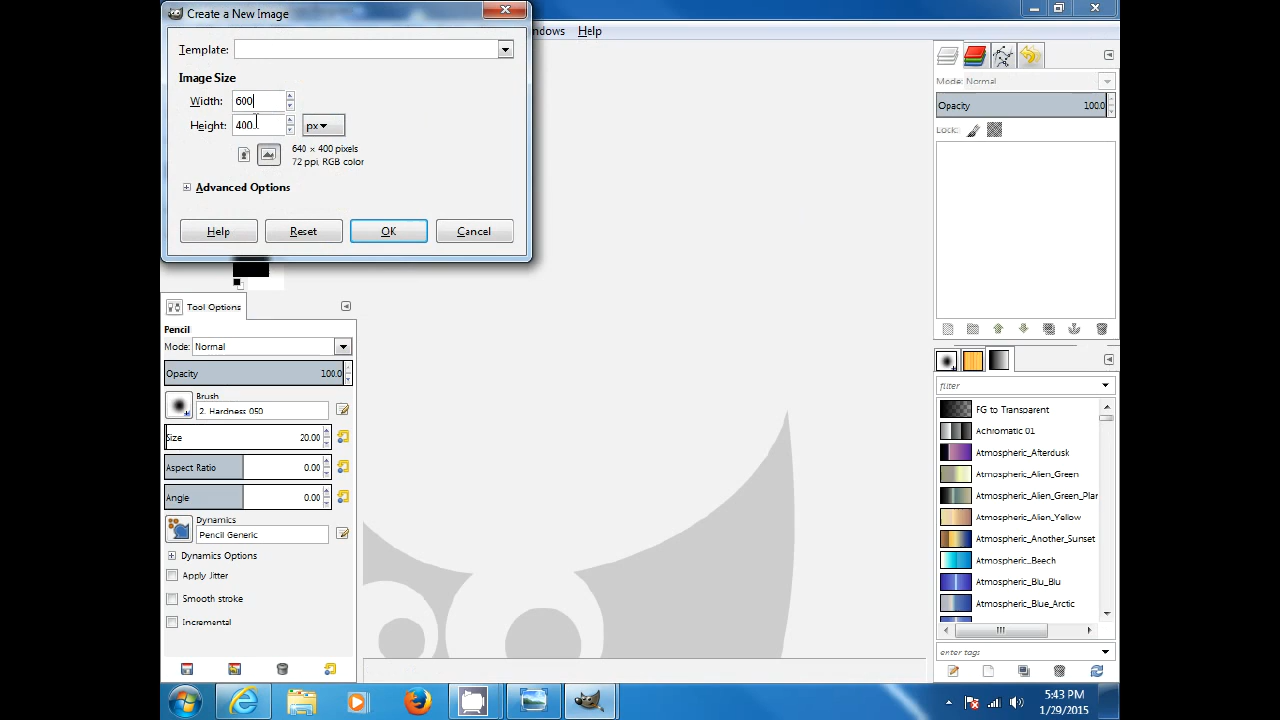 Create a New Image
ndows Help
Template:
Image Size
Width: 600
Height: 400 px
640 × 400 pixels
72 ppi, RGB color
Advanced Options
Help Reset OK Cancel
Tool Options
Pencil
Mode: Normal
Opacity 100.0
Brush
2. Hardness 050
Size 20.00
Aspect Ratio 0.00
Angle 0.00
Dynamics
Pencil Generic
Dynamics Options
Apply Jitter
Smooth stroke
Incremental
Mode: Normal
Opacity 100.0
Lock:
filter
FG to Transparent
Achromatic 01
Atmospheric_Afterdusk
Atmospheric_Alien_Green
Atmospheric_Alien_Green_Plar
Atmospheric_Alien_Yellow
Atmospheric_Another_Sunset
Atmospheric_Beech
Atmospheric_Blu_Blu
Atmospheric_Blue_Arctic
enter tags
5:43 PM
1/29/2015